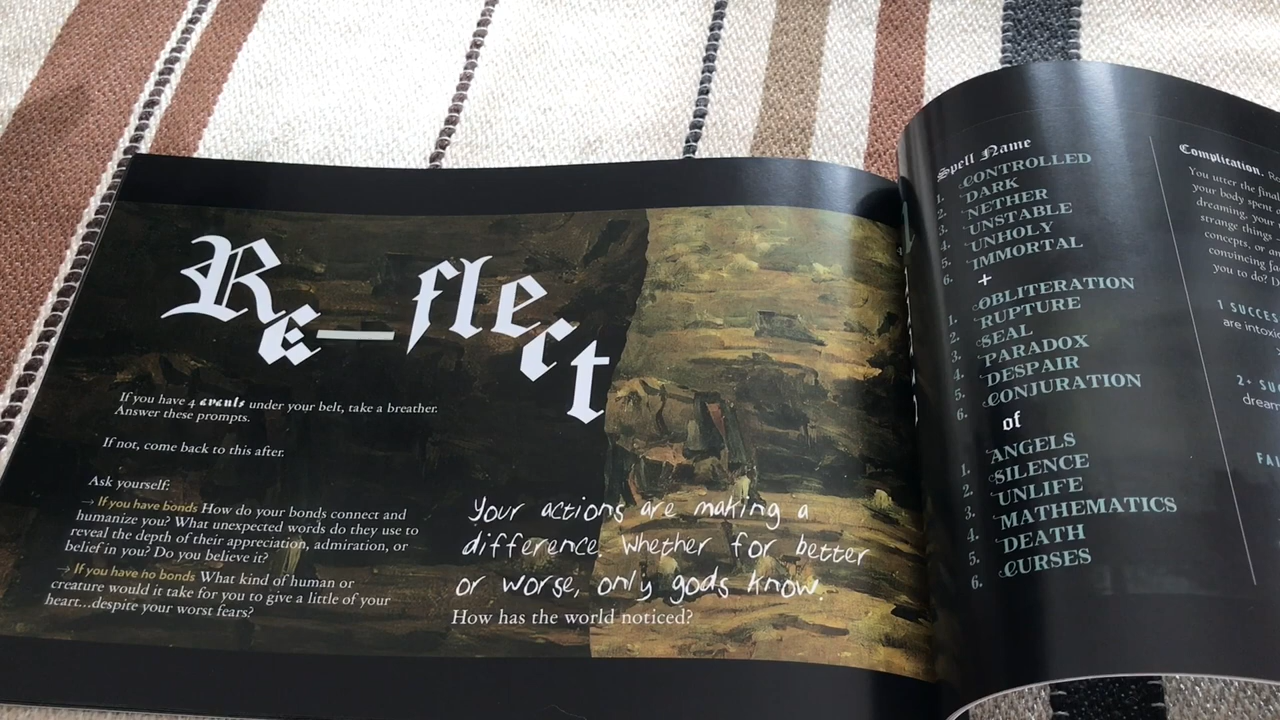 Re—flect
If you have 4 events under your belt, take a breather.
Answer these prompts.
If not, come back to this after.
Ask yourself:
→ If you have bonds How do your bonds connect and
humanize you? What unexpected words do they use to
reveal the depth of their appreciation, admiration, or
belief in you? Do you believe it?
→ If you have no bonds What kind of human or
creature would it take for you to give a little of your
heart...despite your worst fears?
Your actions are making a
difference. Whether for better
or worse, only gods know.
How has the world noticed?
Spell Name
1. CONTROLLED
2. DARK
3. NETHER
4. UNSTABLE
5. UNHOLY
6. IMMORTAL
+
1. OBLITERATION
2. RUPTURE
3. SEAL
4. PARADOX
5. DESPAIR
6. CONJURATION
of
1. ANGELS
2. SILENCE
3. UNLIFE
4. MATHEMATICS
5. DEATH
6. CURSES
Complication.
You utter the final
your body spent
dreaming, your
strange things
concepts, or
convincing
you to do?
1
are
2+